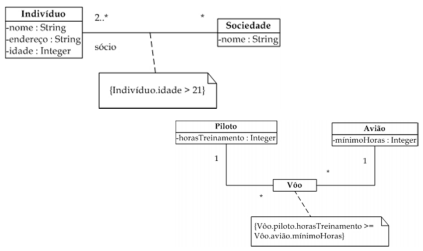 Indivíduo
-nome : String
-endereço : String
-idade : Integer
2..*
*
sócio
Sociedade
-nome : String
{Indivíduo.idade > 21}
Piloto
-horasTreinamento : Integer
Avião
-mínimoHoras : Integer
1
1
*
*
Vôo
{Vôo.piloto.horasTreinamento >=
Vôo.avião.mínimoHoras}